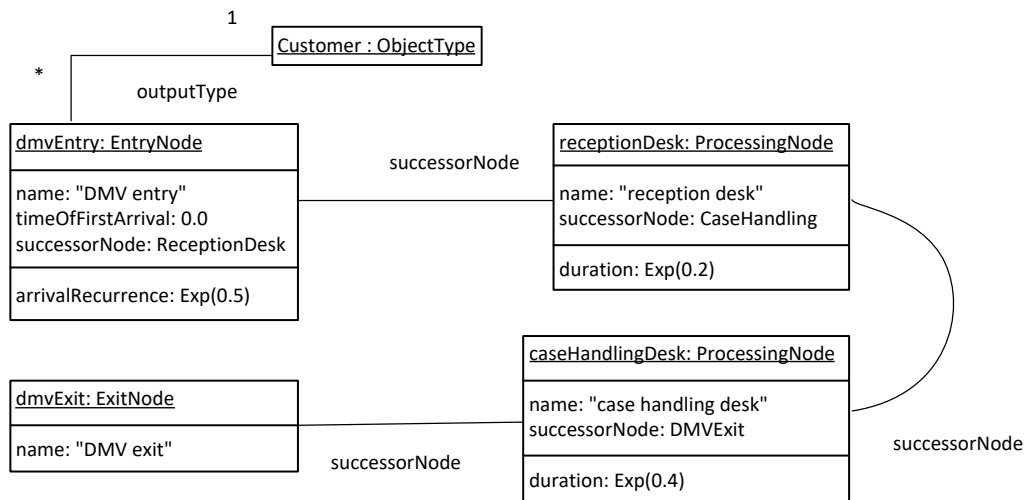 1
Customer : ObjectType
*
outputType
dmvEntry: EntryNode
name: "DMV entry"
timeOfFirstArrival: 0.0
successorNode: ReceptionDesk
arrivalRecurrence: Exp(0.5)
successorNode
receptionDesk: ProcessingNode
name: "reception desk"
successorNode: CaseHandling
duration: Exp(0.2)
dmvExit: ExitNode
name: "DMV exit"
successorNode
caseHandlingDesk: ProcessingNode
name: "case handling desk"
successorNode: DMVExit
duration: Exp(0.4)
successorNode